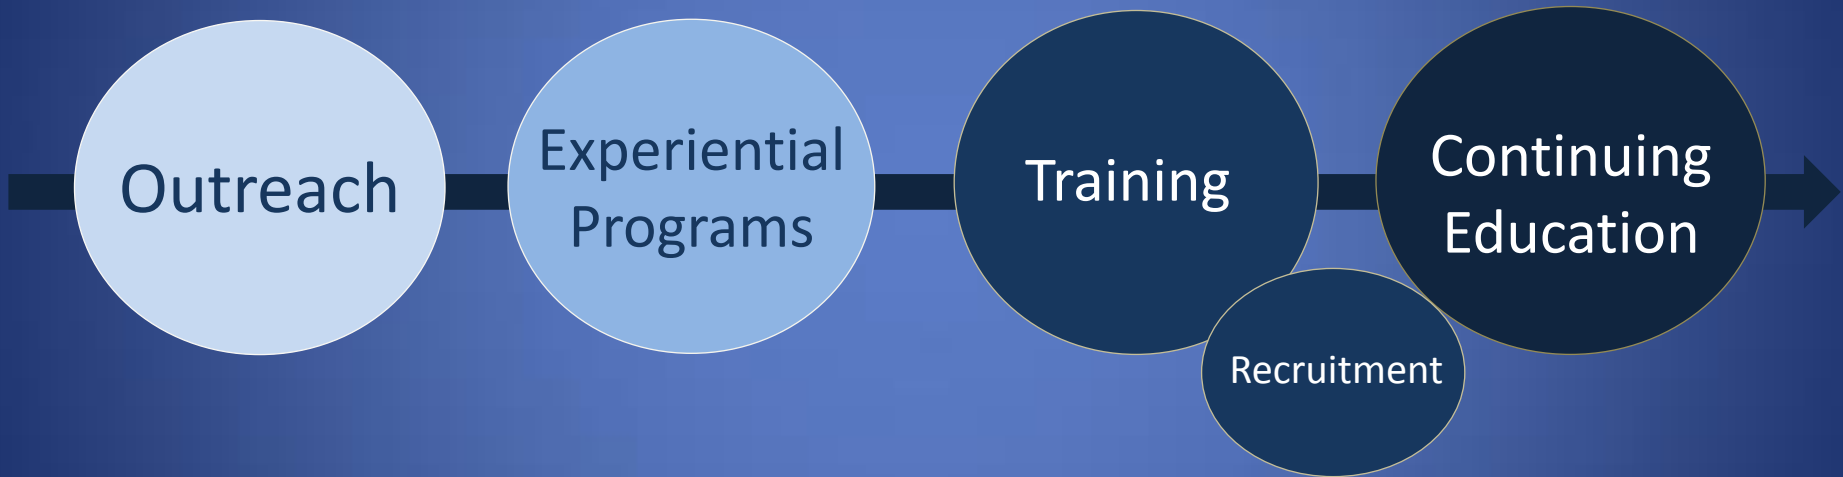 Outreach
Experiential
Programs
Training
Continuing
Education
Recruitment